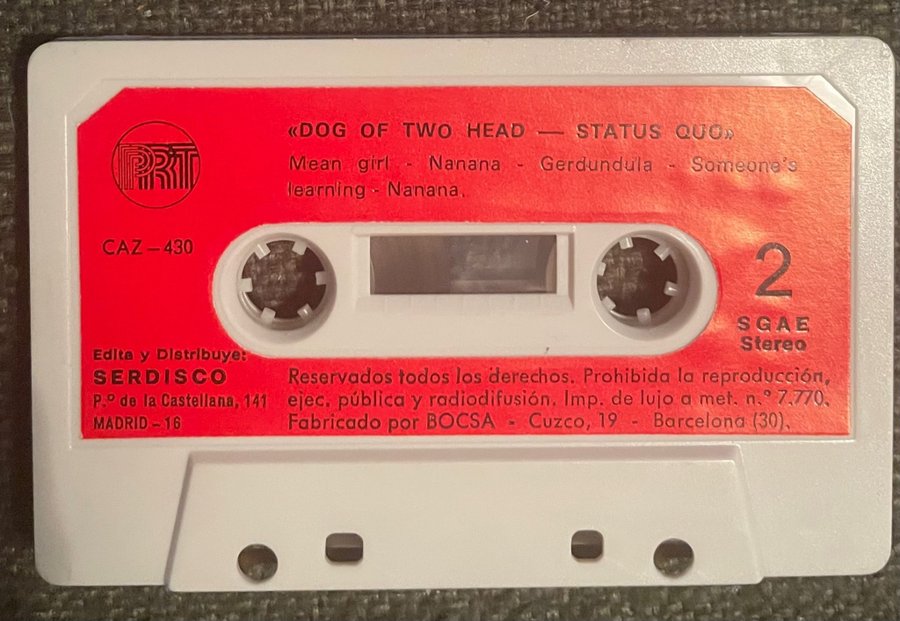 «DOG OF TWO HEAD — STATUS QUO»
Mean girl - Nanana - Gerdundula - Someone's
learning - Nanana.
PRT
CAZ-430
2
SGAE
Stereo
Edita y Distribuye:
SERDISCO
P.º de la Castellana, 141
MADRID-16
Reservados todos los derechos. Prohibida la reproducción,
ejec. pública y radiodifusión. Imp. de lujo a met. n.º 7.770.
Fabricado por BOCSA - Cuzco, 19 - Barcelona (30).